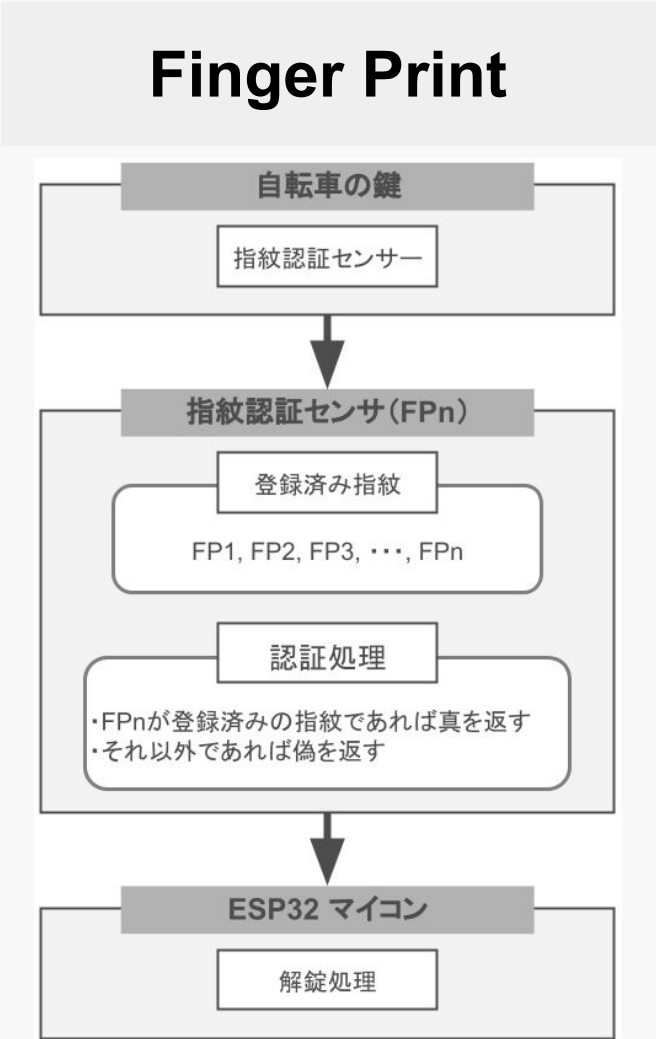 Finger Print
自転車の鍵
指紋認証センサー
指紋認証センサ（FPn）
登録済み指紋
FP1, FP2, FP3, ･･･, FPn
認証処理
・FPnが登録済みの指紋であれば真を返す
・それ以外であれば偽を返す
ESP32 マイコン
解錠処理